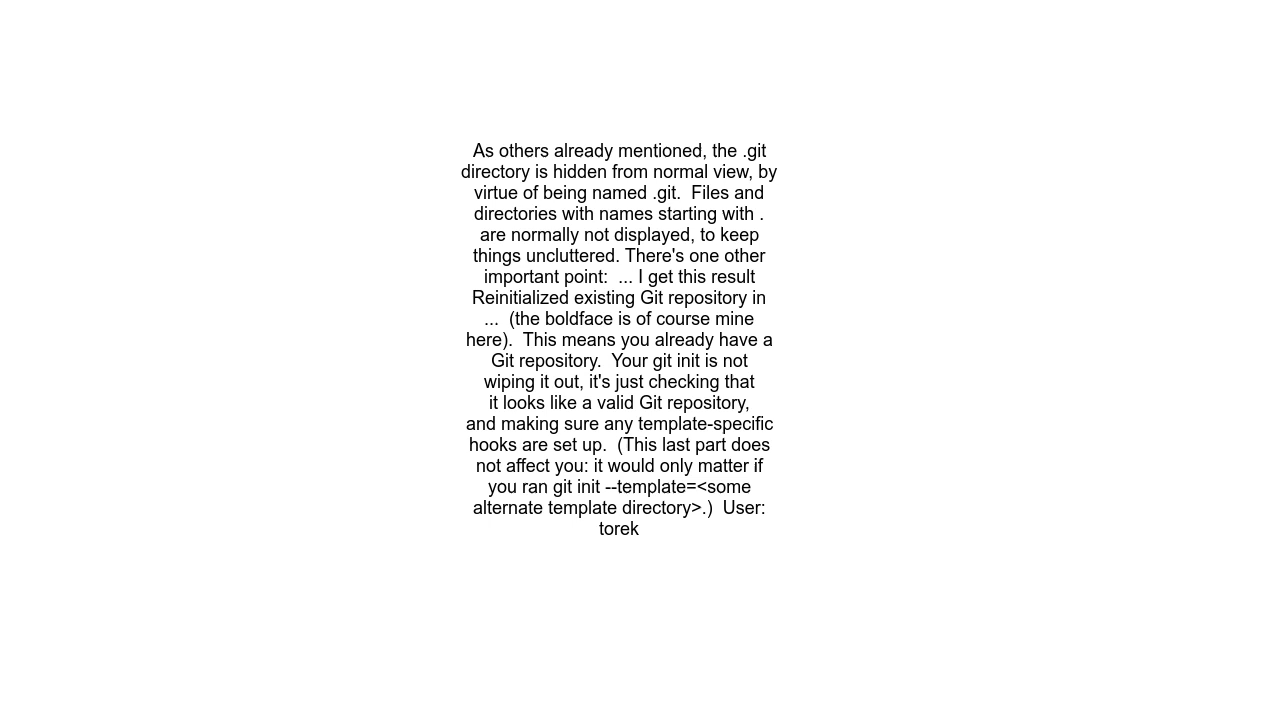 As others already mentioned, the .git
directory is hidden from normal view, by
virtue of being named .git.  Files and
directories with names starting with .
are normally not displayed, to keep
things uncluttered. There's one other
important point:  ... I get this result
Reinitialized existing Git repository in
...  (the boldface is of course mine
here).  This means you already have a
Git repository.  Your git init is not
wiping it out, it's just checking that
it looks like a valid Git repository,
and making sure any template-specific
hooks are set up.  (This last part does
not affect you: it would only matter if
you ran git init --template=<some
alternate template directory>.)  User:
torek